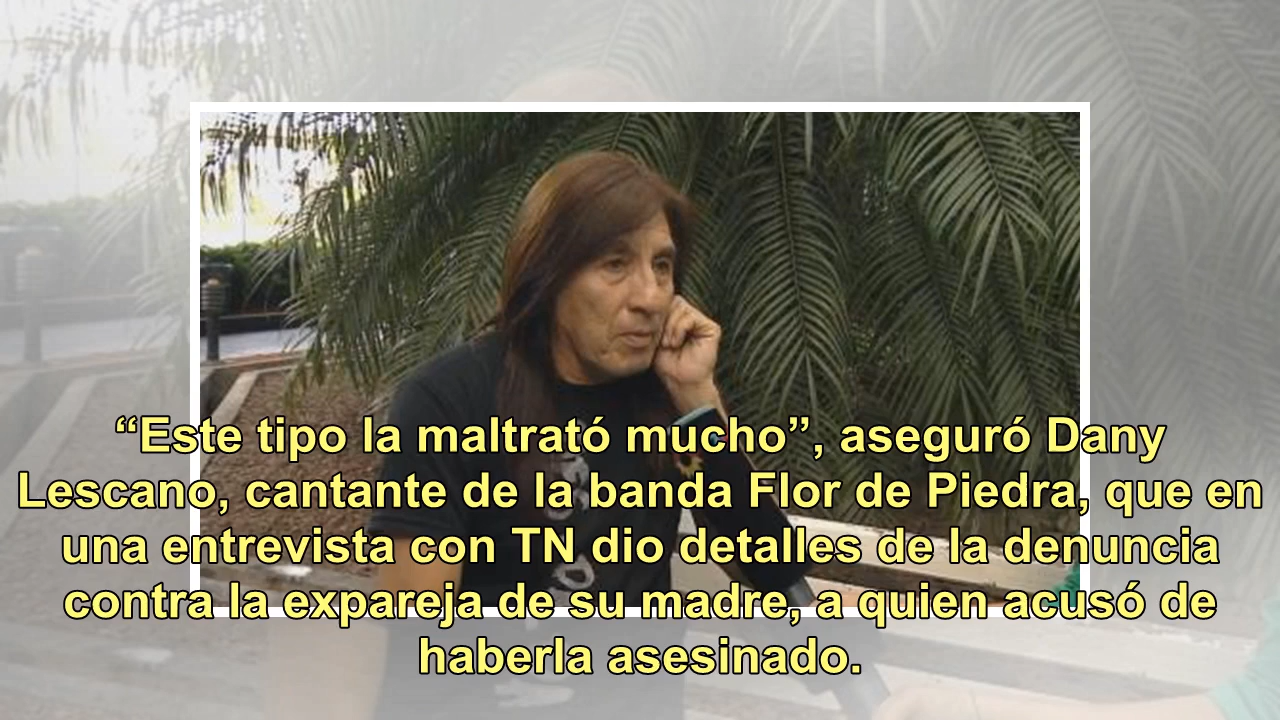 “Este tipo la maltrató mucho”, aseguró Dany
Lescano, cantante de la banda Flor de Piedra, que en
una entrevista con TN dio detalles de la denuncia
contra la expareja de su madre, a quien acusó de
haberla asesinado.